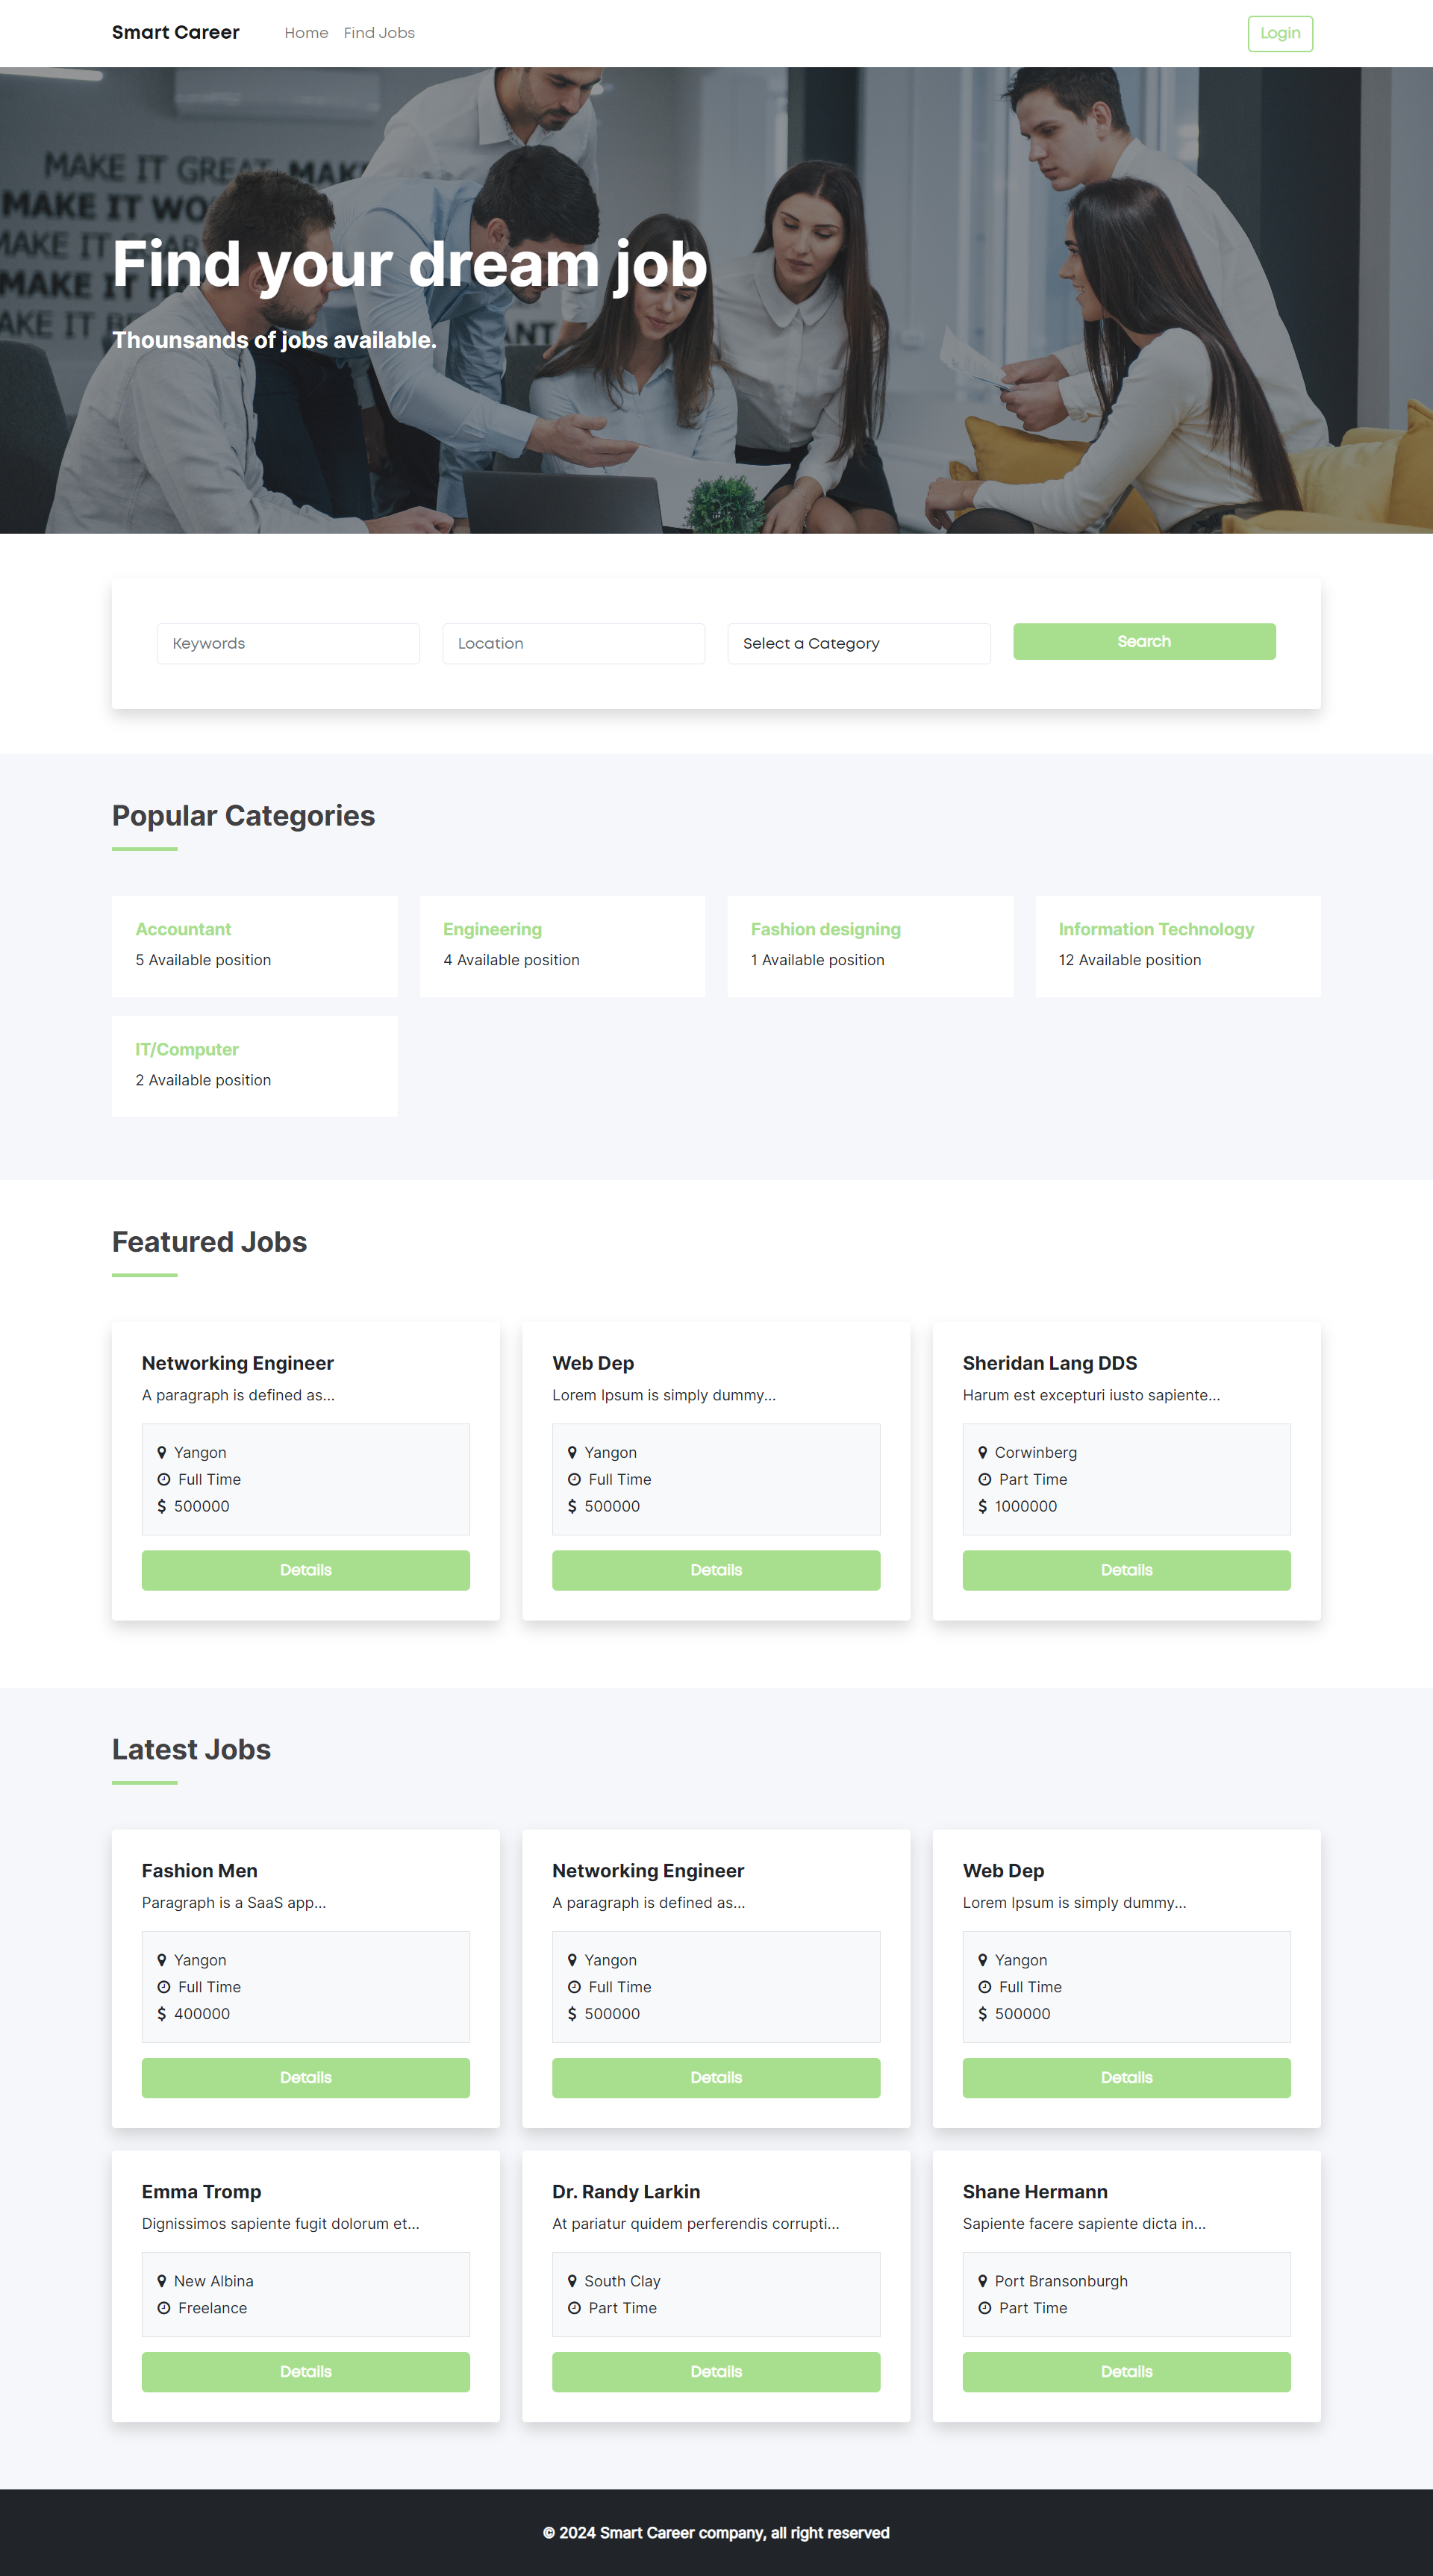 Smart Career
Home
Find Jobs
Login
MAKE IT GREAT MAKE
MAKE IT WO
MAKE IT
MAKE IT
AKE IT
ANT
Find your dream job
Thounsands of jobs available.
Keywords
Location
Select a Category
Search
Popular Categories
Accountant
5 Available position
Engineering
4 Available position
Fashion designing
1 Available position
Information Technology
12 Available position
IT/Computer
2 Available position
Featured Jobs
Networking Engineer
A paragraph is defined as...
Yangon
Full Time
$ 500000
Details
Web Dep
Lorem Ipsum is simply dummy...
Yangon
Full Time
$ 500000
Details
Sheridan Lang DDS
Harum est excepturi iusto sapiente...
Corwinberg
Part Time
$ 1000000
Details
Latest Jobs
Fashion Men
Paragraph is a SaaS app...
Yangon
Full Time
$ 400000
Details
Networking Engineer
A paragraph is defined as...
Yangon
Full Time
$ 500000
Details
Web Dep
Lorem Ipsum is simply dummy...
Yangon
Full Time
$ 500000
Details
Emma Tromp
Dignissimos sapiente fugit dolorum et...
New Albina
Freelance
Details
Dr. Randy Larkin
At pariatur quidem perferendis corrupti...
South Clay
Part Time
Details
Shane Hermann
Sapiente facere sapiente dicta in...
Port Bransonburgh
Part Time
Details
© 2024 Smart Career company, all right reserved